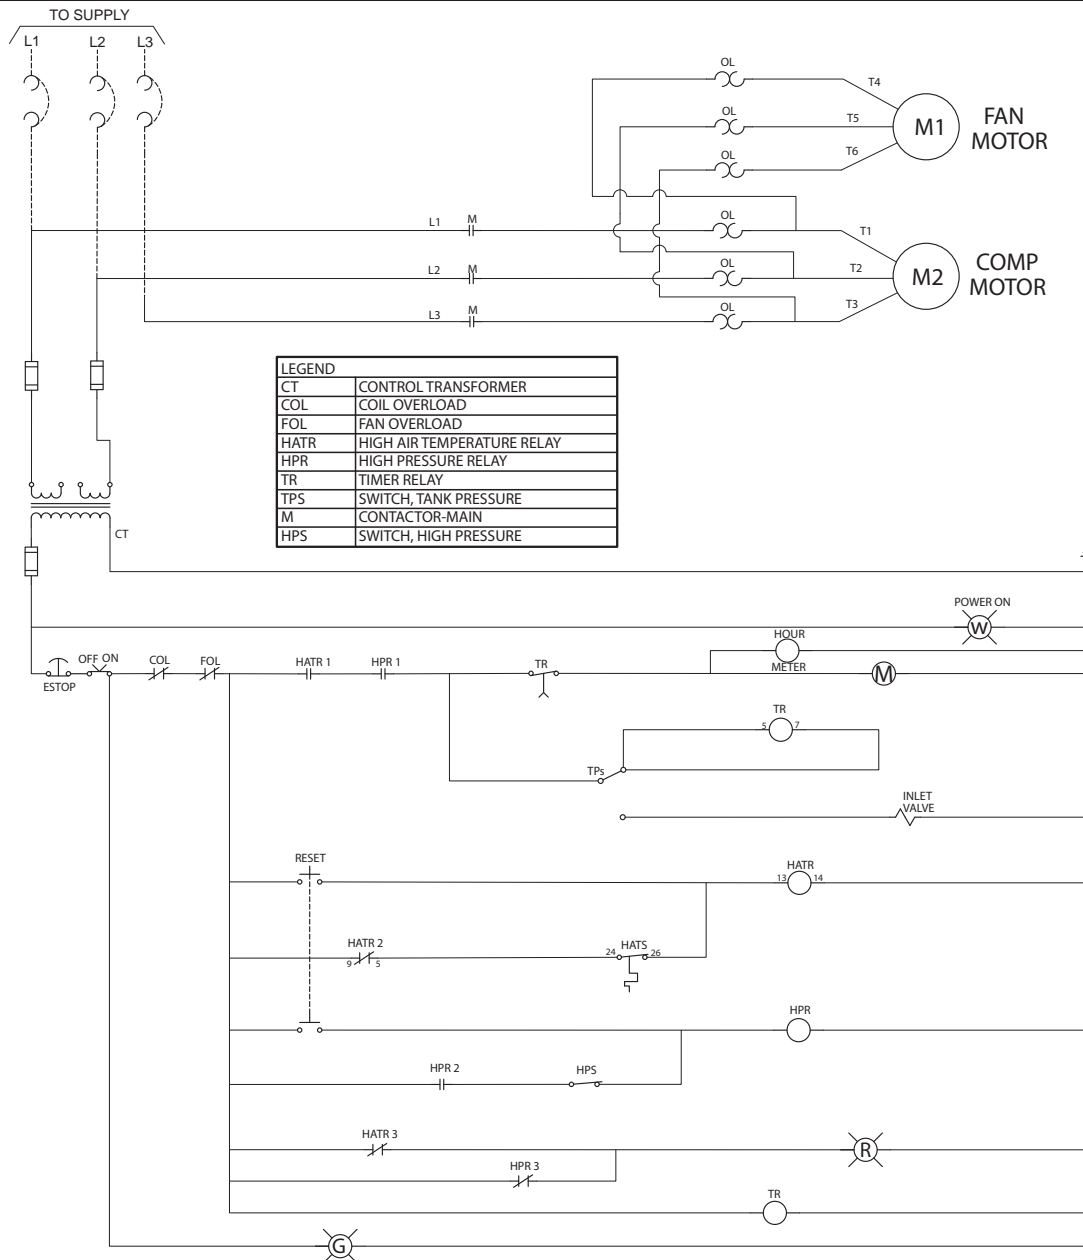 TO SUPPLY
L1 L2 L3
OL
T4
OL
T5
OL
T6
M1
FAN
MOTOR
L1 M OL T1
L2 M OL T2
L3 M OL T3
M2
COMP
MOTOR
LEGEND
CT CONTROL TRANSFORMER
COL COIL OVERLOAD
FOL FAN OVERLOAD
HATR HIGH AIR TEMPERATURE RELAY
HPR HIGH PRESSURE RELAY
TR TIMER RELAY
TPS SWITCH, TANK PRESSURE
M CONTACTOR-MAIN
HPS SWITCH, HIGH PRESSURE
CT
POWER ON
W
HOUR
METER
ESTOP
OFF ON
COL
FOL
HATR 1
HPR 1
TR
M
TR
5 7
TPs
INLET
VALVE
RESET
HATR
13 14
HATR 2
9 5
HATS
24 26
HPR
HPR 2
HPS
HATR 3
R
HPR 3
TR
G